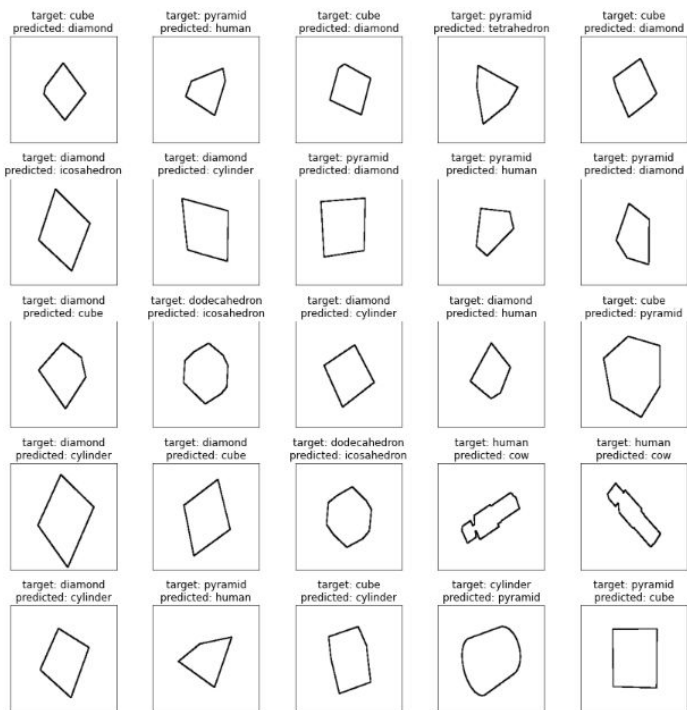 target: cube
predicted: diamond
target: pyramid
predicted: human
target: cube
predicted: diamond
target: pyramid
predicted: tetrahedron
target: cube
predicted: diamond
target: diamond
predicted: icosahedron
target: diamond
predicted: cylinder
target: pyramid
predicted: diamond
target: pyramid
predicted: human
target: pyramid
predicted: diamond
target: diamond
predicted: cube
target: dodecahedron
predicted: icosahedron
target: diamond
predicted: cylinder
target: diamond
predicted: human
target: cube
predicted: pyramid
target: diamond
predicted: cylinder
target: diamond
predicted: cube
target: dodecahedron
predicted: icosahedron
target: human
predicted: cow
target: human
predicted: cow
target: diamond
predicted: cylinder
target: pyramid
predicted: human
target: cube
predicted: cylinder
target: cylinder
predicted: pyramid
target: pyramid
predicted: cube